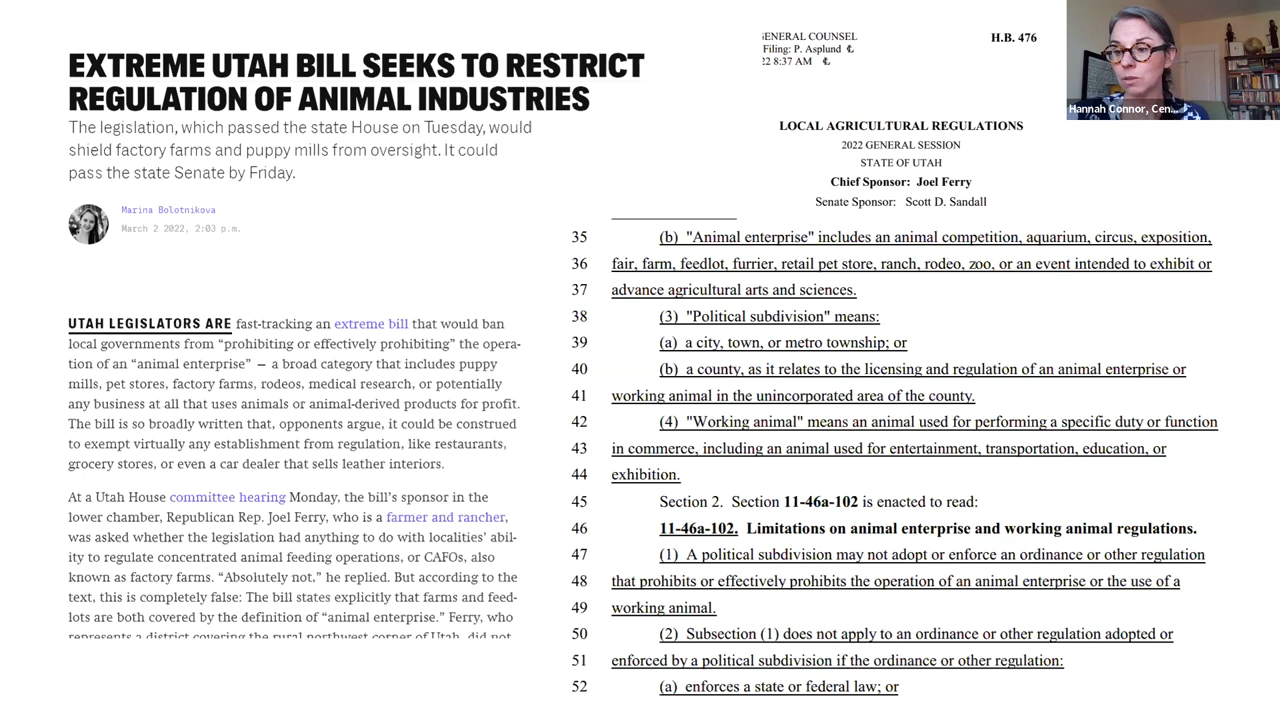 EXTREME UTAH BILL SEEKS TO RESTRICT
REGULATION OF ANIMAL INDUSTRIES
The legislation, which passed the state House on Tuesday, would
shield factory farms and puppy mills from oversight. It could
pass the state Senate by Friday.
Marina Bolotnikova
March 2 2022, 2:03 p.m.
UTAH LEGISLATORS ARE fast-tracking an extreme bill that would ban
local governments from “prohibiting or effectively prohibiting” the opera-
tion of an “animal enterprise” — a broad category that includes puppy
mills, pet stores, factory farms, rodeos, medical research, or potentially
any business at all that uses animals or animal-derived products for profit.
The bill is so broadly written that, opponents argue, it could be construed
to exempt virtually any establishment from regulation, like restaurants,
grocery stores, or even a car dealer that sells leather interiors.
At a Utah House committee hearing Monday, the bill’s sponsor in the
lower chamber, Republican Rep. Joel Ferry, who is a farmer and rancher,
was asked whether the legislation had anything to do with localities’ abil-
ity to regulate concentrated animal feeding operations, or CAFOs, also
known as factory farms. “Absolutely not,” he replied. But according to the
text, this is completely false: The bill states explicitly that farms and feed-
lots are both covered by the definition of “animal enterprise.” Ferry, who
represents a district covering the rural northwest corner of Utah, did not
GENERAL COUNSEL
Filing: P. Asplund
22 8:37 AM
H.B. 476
LOCAL AGRICULTURAL REGULATIONS
2022 GENERAL SESSION
STATE OF UTAH
Chief Sponsor: Joel Ferry
Senate Sponsor: Scott D. Sandall
35 (b) "Animal enterprise" includes an animal competition, aquarium, circus, exposition,
36 fair, farm, feedlot, furrier, retail pet store, ranch, rodeo, zoo, or an event intended to exhibit or
37 advance agricultural arts and sciences.
38 (3) "Political subdivision" means:
39 (a) a city, town, or metro township; or
40 (b) a county, as it relates to the licensing and regulation of an animal enterprise or
41 working animal in the unincorporated area of the county.
42 (4) "Working animal" means an animal used for performing a specific duty or function
43 in commerce, including an animal used for entertainment, transportation, education, or
44 exhibition.
45 Section 2. Section 11-46a-102 is enacted to read:
46 11-46a-102. Limitations on animal enterprise and working animal regulations.
47 (1) A political subdivision may not adopt or enforce an ordinance or other regulation
48 that prohibits or effectively prohibits the operation of an animal enterprise or the use of a
49 working animal.
50 (2) Subsection (1) does not apply to an ordinance or other regulation adopted or
51 enforced by a political subdivision if the ordinance or other regulation:
52 (a) enforces a state or federal law; or
Hannah Connor, Cen...